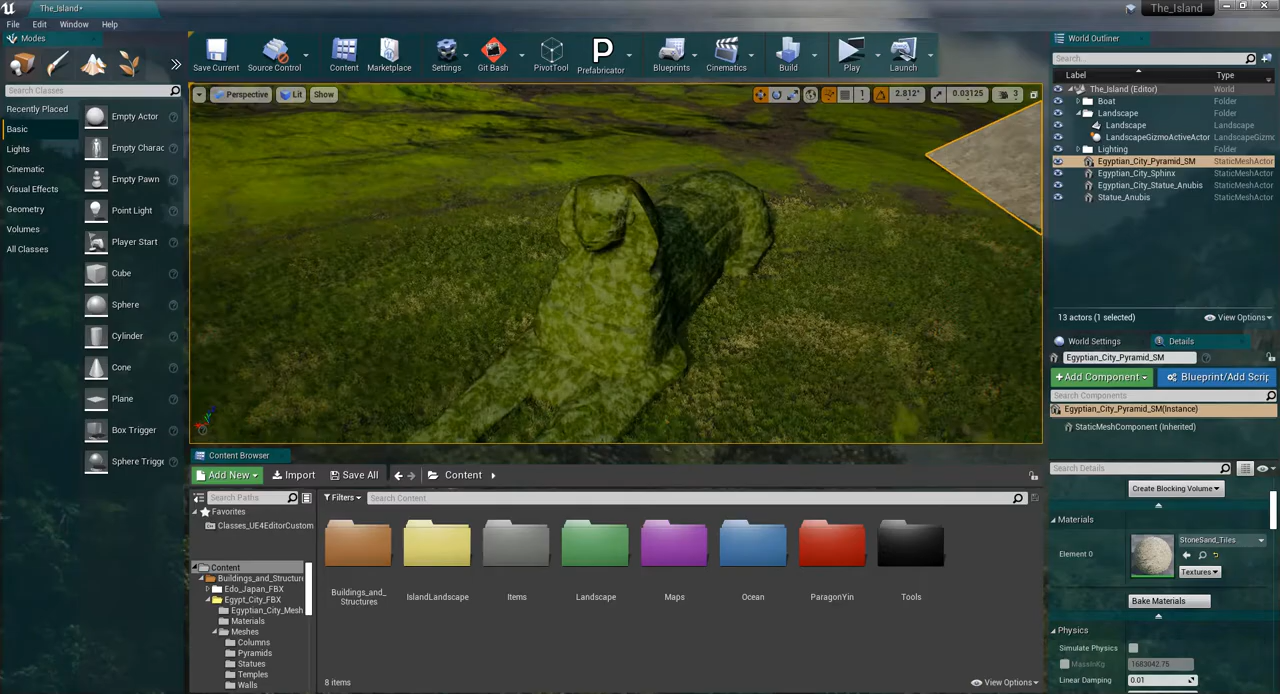 The_Island•
The_Island
File Edit Window Help
Modes
Search Classes
Recently Placed
Basic
Lights
Cinematic
Visual Effects
Geometry
Volumes
All Classes
Empty Actor
Empty Charac
Empty Pawn
Point Light
Player Start
Cube
Sphere
Cylinder
Cone
Plane
Box Trigger
Sphere Trigge
Save Current Source Control Content Marketplace Settings Git Bash PivotTool Prefabricator Blueprints Cinematics Build Play Launch
Perspective Lit Show 1 2.812° 0.03125 3
World Outliner
Search...
Label Type
The_Island (Editor) World
Boat Folder
Landscape Folder
Landscape Landscape
LandscapeGizmoActiveActor LandscapeGizm
Lighting Folder
Egyptian_City_Pyramid_SM StaticMeshActor
Egyptian_City_Sphinx StaticMeshActor
Egyptian_City_Statue_Anubis StaticMeshActor
Statue_Anubis StaticMeshActor
13 actors (1 selected) View Options
World Settings Details
Egyptian_City_Pyramid_SM
+Add Component Blueprint/Add Scrip
Search Components
Egyptian_City_Pyramid_SM(Instance)
StaticMeshComponent (Inherited)
Search Details
Create Blocking Volume
Materials
Element 0 StoneSand_Tiles
Textures
Bake Materials
Physics
Simulate Physics
MassInKg 1683042.75
Linear Damping 0.01
Content Browser
Add New Import Save All Content
Search Paths Filters Search Content
Favorites
Classes_UE4EditorCustom
Content
Buildings_and_Structure
Edo_Japan_FBX
Egypt_City_FBX
Egyptian_City_Mesh
Materials
Meshes
Columns
Pyramids
Statues
Temples
Walls
Buildings_and_
Structures
IslandLandscape
Items
Landscape
Maps
Ocean
ParagonYin
Tools
8 items View Options